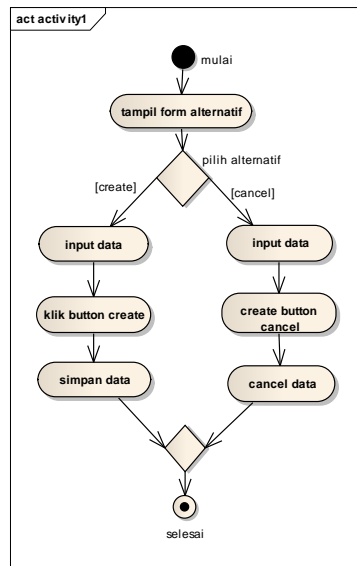 act activity1
mulai
tampil form alternatif
pilih alternatif
[create]
[cancel]
input data
input data
klik button create
create button
cancel
simpan data
cancel data
selesai